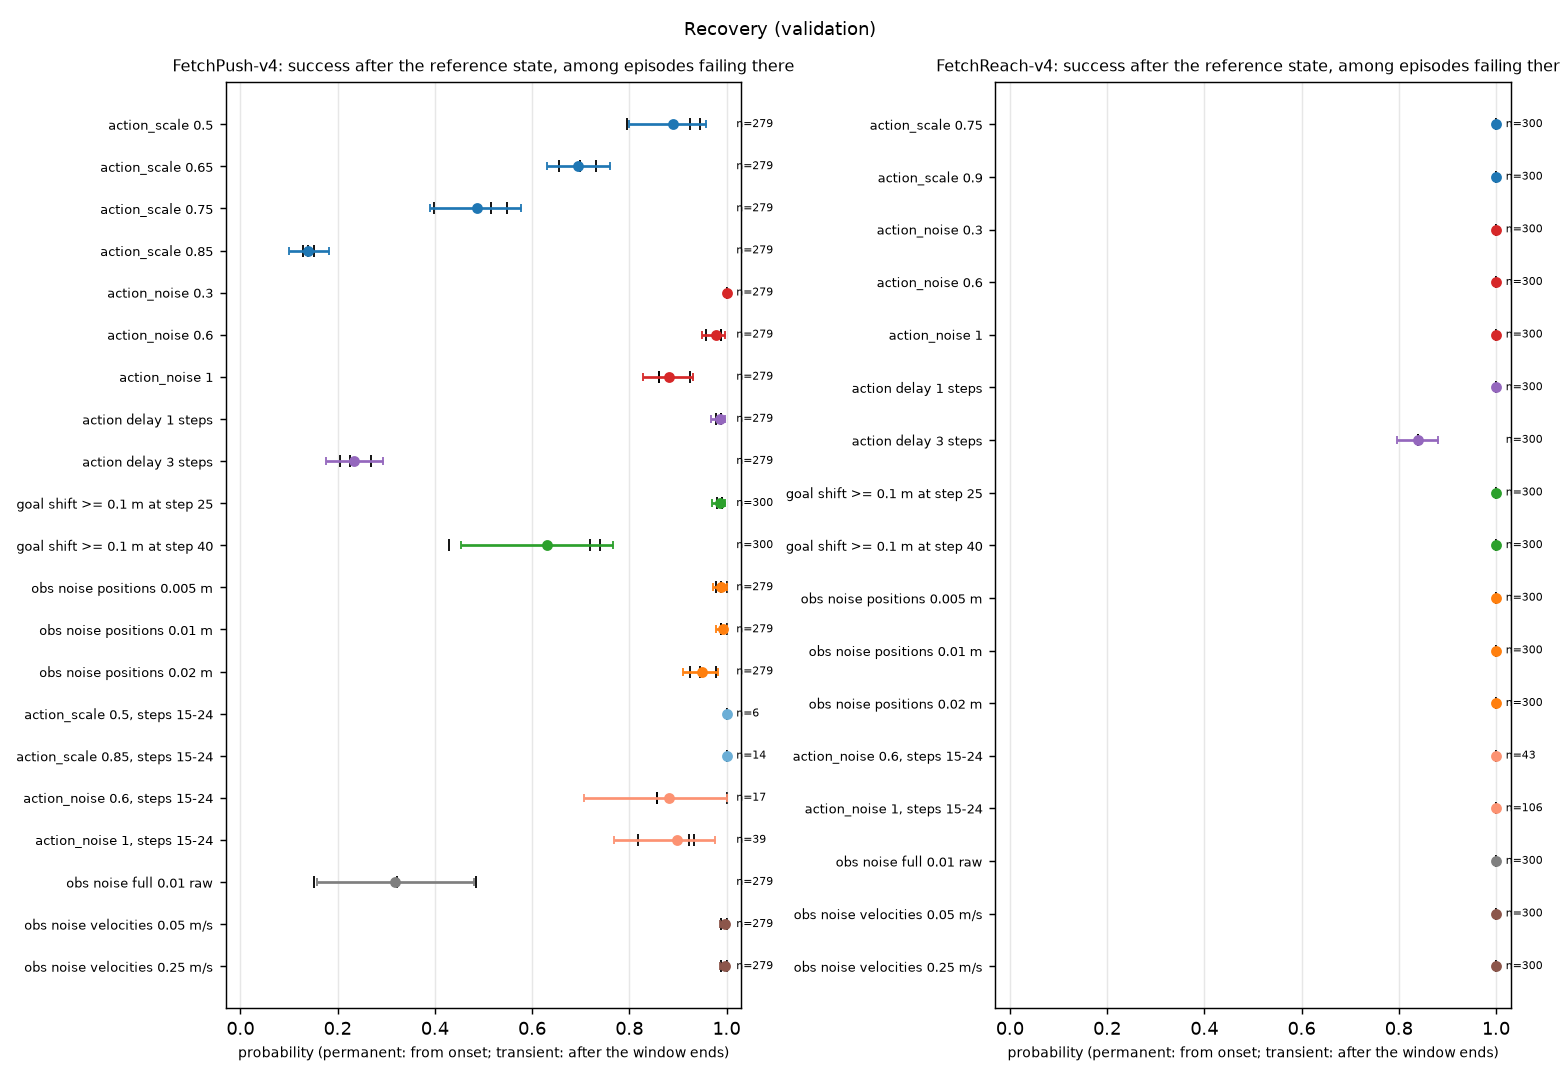 Recovery (validation)
FetchPush-v4: success after the reference state, among episodes failing there
action_scale 0.5 n=279
action_scale 0.65 n=279
action_scale 0.75 n=279
action_scale 0.85 n=279
action_noise 0.3 n=279
action_noise 0.6 n=279
action_noise 1 n=279
action delay 1 steps n=279
action delay 3 steps n=279
goal shift >= 0.1 m at step 25 n=300
goal shift >= 0.1 m at step 40 n=300
obs noise positions 0.005 m n=279
obs noise positions 0.01 m n=279
obs noise positions 0.02 m n=279
action_scale 0.5, steps 15-24 n=6
action_scale 0.85, steps 15-24 n=14
action_noise 0.6, steps 15-24 n=17
action_noise 1, steps 15-24 n=39
obs noise full 0.01 raw n=279
obs noise velocities 0.05 m/s n=279
obs noise velocities 0.25 m/s n=279
0.0 0.2 0.4 0.6 0.8 1.0
probability (permanent: from onset; transient: after the window ends)
FetchReach-v4: success after the reference state, among episodes failing ther
action_scale 0.75 n=300
action_scale 0.9 n=300
action_noise 0.3 n=300
action_noise 0.6 n=300
action_noise 1 n=300
action delay 1 steps n=300
action delay 3 steps n=300
goal shift >= 0.1 m at step 25 n=300
goal shift >= 0.1 m at step 40 n=300
obs noise positions 0.005 m n=300
obs noise positions 0.01 m n=300
obs noise positions 0.02 m n=300
action_noise 0.6, steps 15-24 n=43
action_noise 1, steps 15-24 n=106
obs noise full 0.01 raw n=300
obs noise velocities 0.05 m/s n=300
obs noise velocities 0.25 m/s n=300
0.0 0.2 0.4 0.6 0.8 1.0
probability (permanent: from onset; transient: after the window ends)